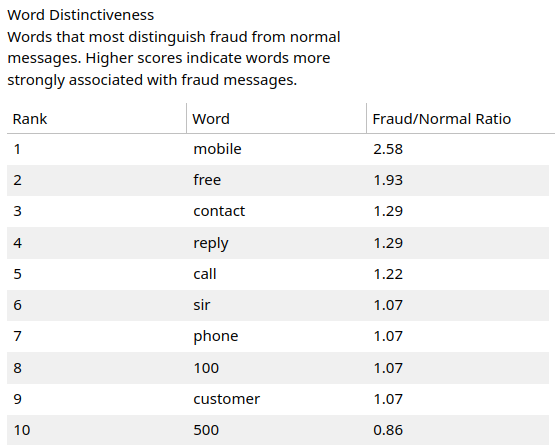 Word Distinctiveness
Words that most distinguish fraud from normal
messages. Higher scores indicate words more
strongly associated with fraud messages.
Rank Word Fraud/Normal Ratio
1 mobile 2.58
2 free 1.93
3 contact 1.29
4 reply 1.29
5 call 1.22
6 sir 1.07
7 phone 1.07
8 100 1.07
9 customer 1.07
10 500 0.86